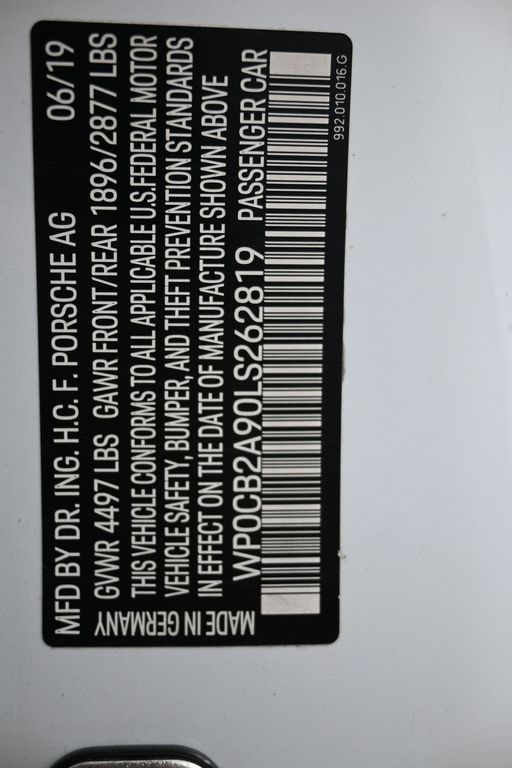 MFD BY DR. ING. H.C. F. PORSCHE AG 06/19
GVWR 4497 LBS GAWR FRONT/REAR 1896/2877 LBS
THIS VEHICLE CONFORMS TO ALL APPLICABLE U.S.FEDERAL MOTOR
VEHICLE SAFETY, BUMPER, AND THEFT PREVENTION STANDARDS
IN EFFECT ON THE DATE OF MANUFACTURE SHOWN ABOVE
WP0CB2A90LS262819 PASSENGER CAR
MADE IN GERMANY
992.010.016.G